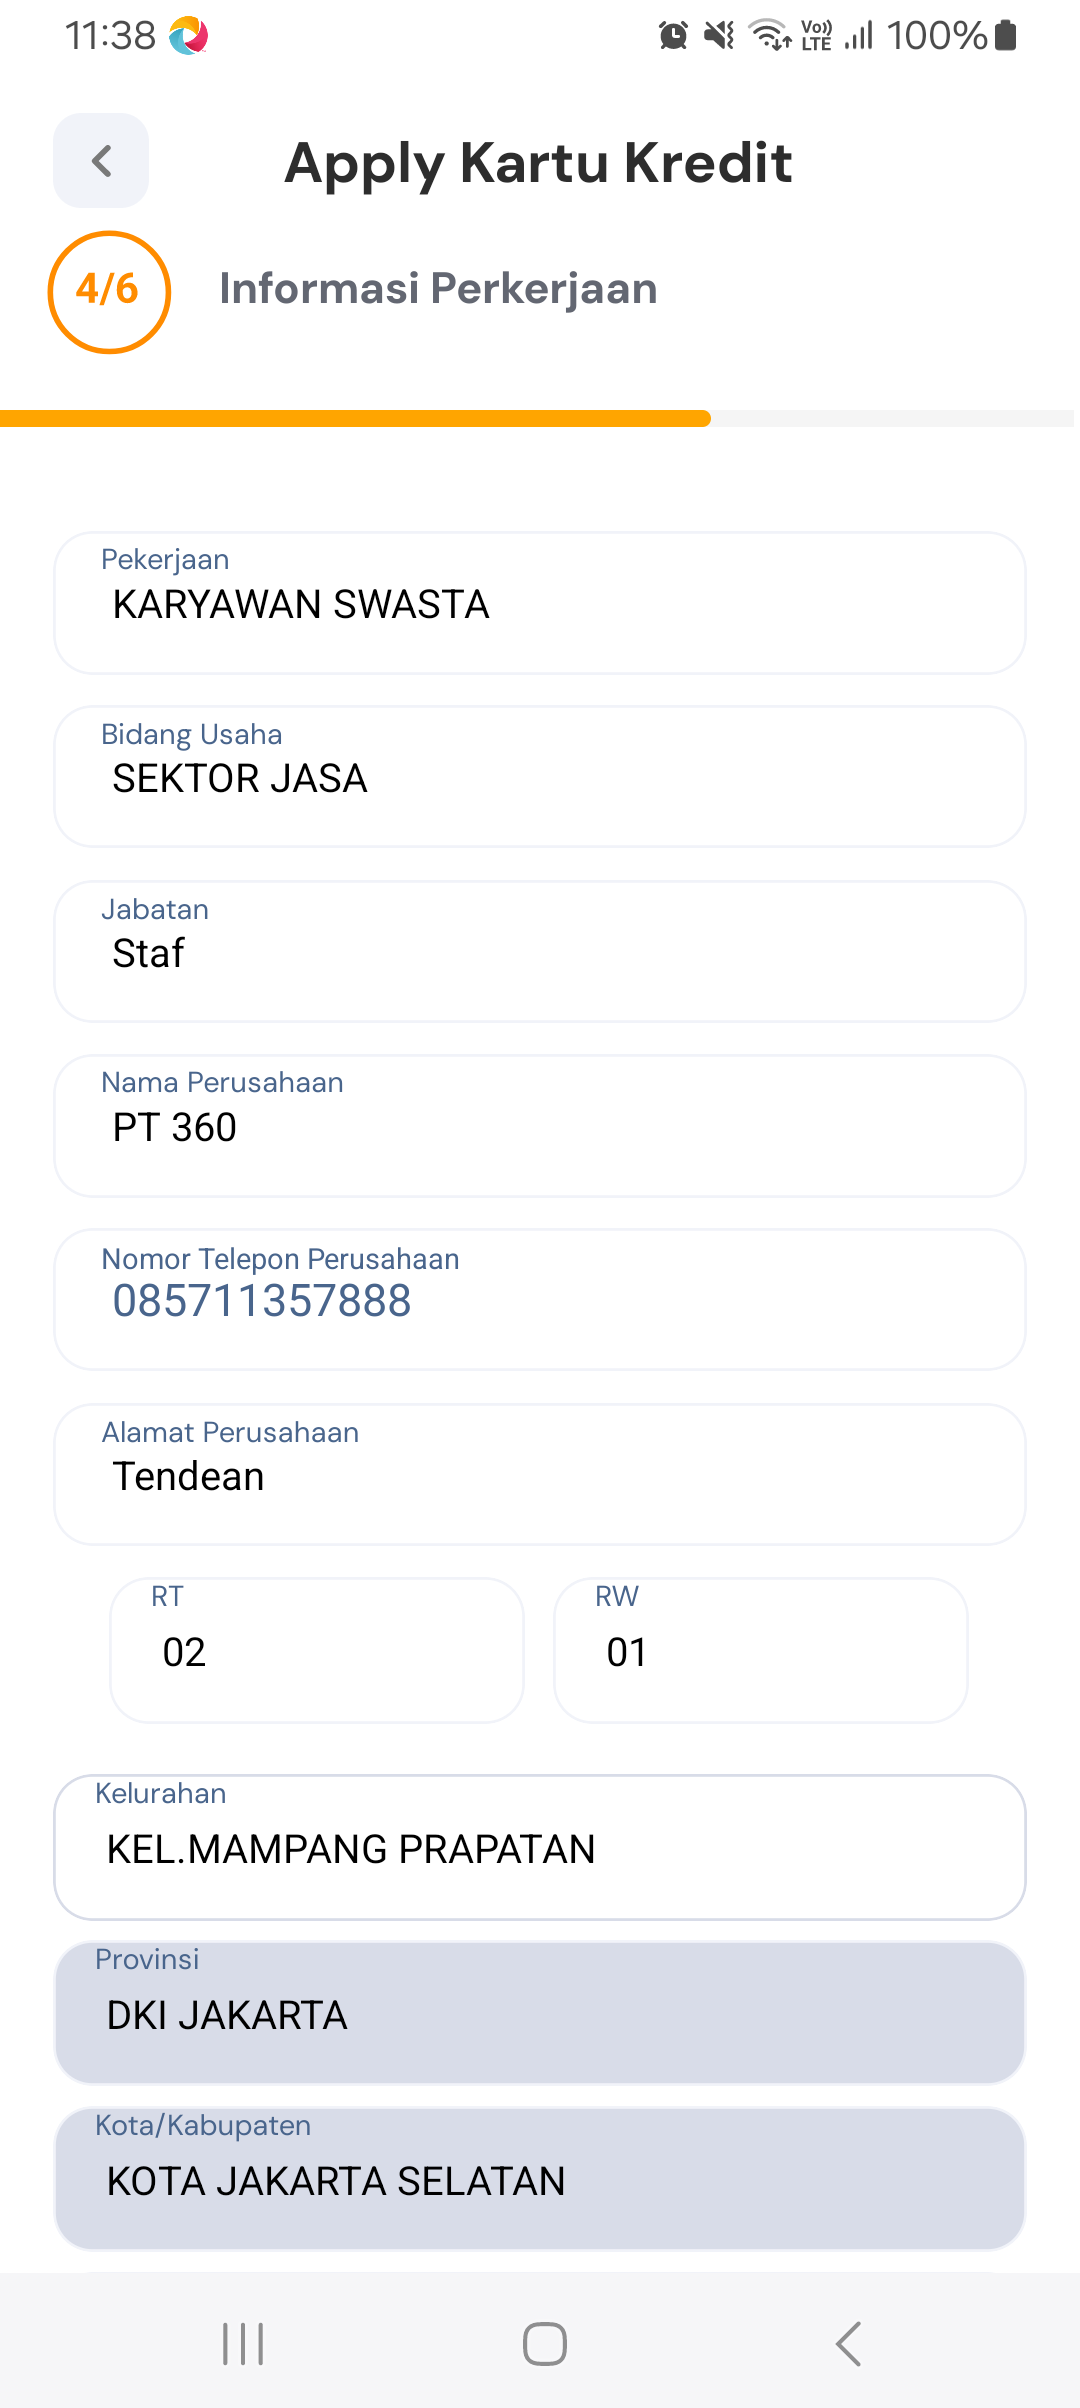 11:38
Vo))
LTE
100%
Apply Kartu Kredit
4/6
Informasi Perkerjaan
Pekerjaan
KARYAWAN SWASTA
Bidang Usaha
SEKTOR JASA
Jabatan
Staf
Nama Perusahaan
PT 360
Nomor Telepon Perusahaan
085711357888
Alamat Perusahaan
Tendean
RT
02
RW
01
Kelurahan
KEL.MAMPANG PRAPATAN
Provinsi
DKI JAKARTA
Kota/Kabupaten
KOTA JAKARTA SELATAN